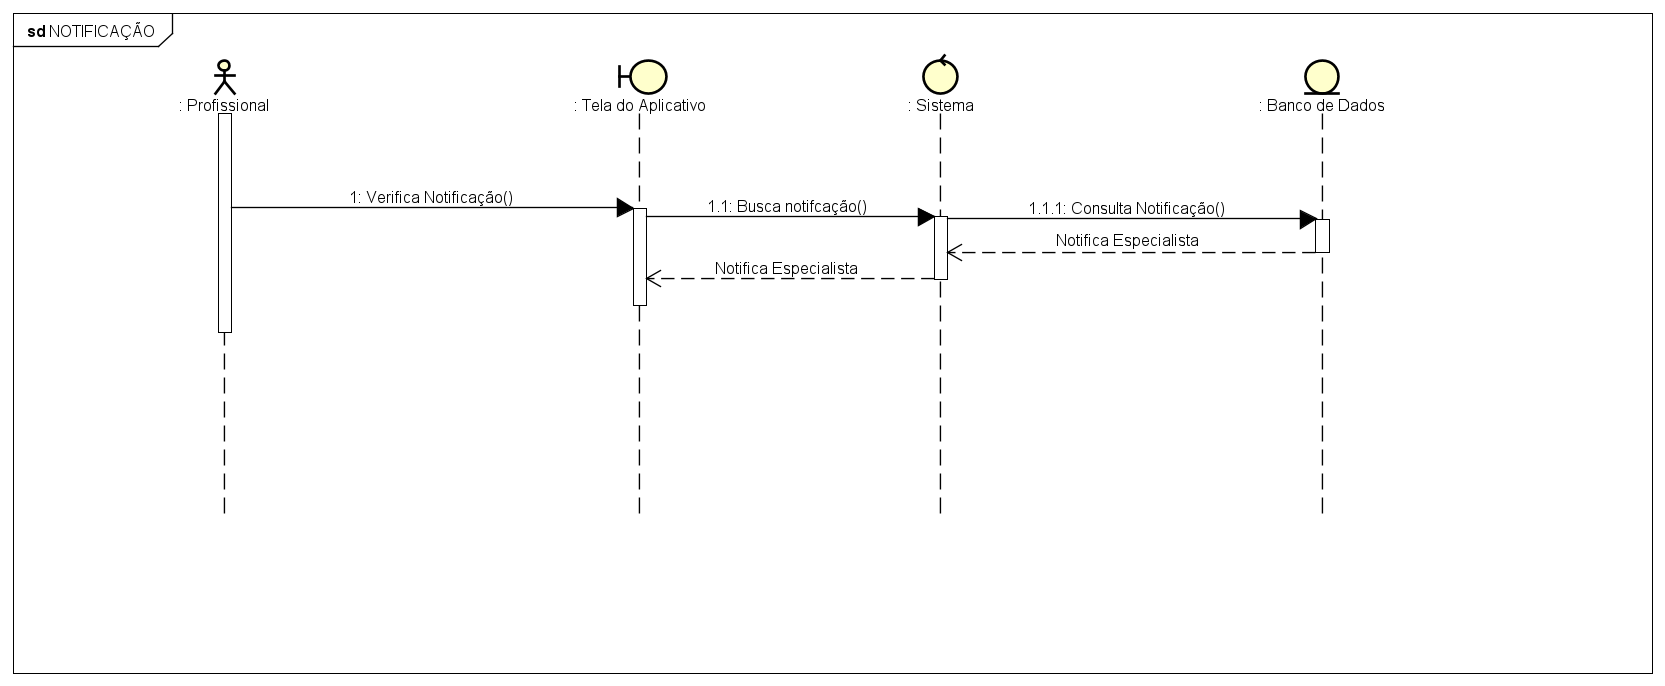 sd NOTIFICAÇÃO
: Profissional
: Tela do Aplicativo
: Sistema
: Banco de Dados
1: Verifica Notificação()
1.1: Busca notifcação()
1.1.1: Consulta Notificação()
Notifica Especialista
Notifica Especialista